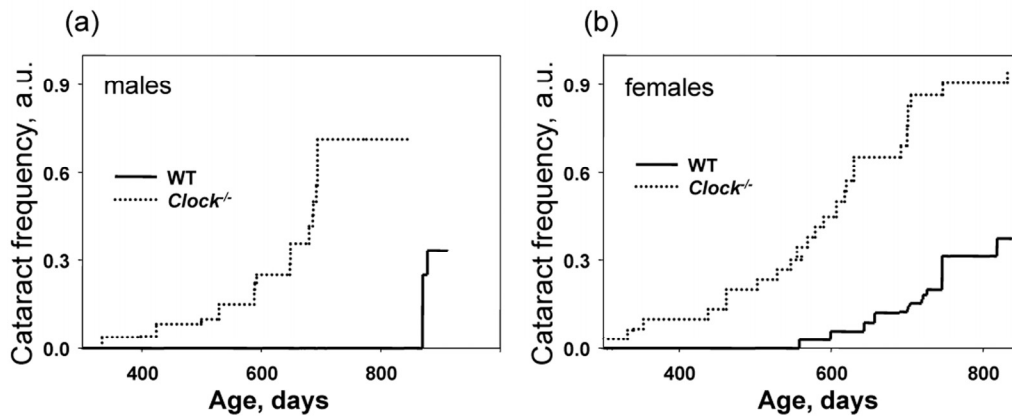 (a)
Cataract frequency, a.u.
0.9
0.6
0.3
0.0
males
WT
Clock-/-
400
600
800
Age, days
(b)
Cataract frequency, a.u.
0.9
0.6
0.3
0.0
females
WT
Clock-/-
400
600
800
Age, days